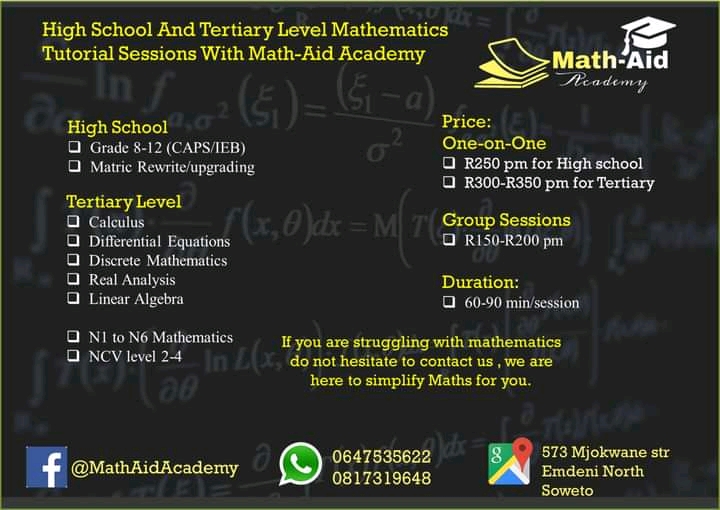 High School And Tertiary Level Mathematics
Tutorial Sessions With Math-Aid Academy
Math-Aid
Academy
High School
Grade 8-12 (CAPS/IEB)
Matric Rewrite/upgrading
Tertiary Level
Calculus
Differential Equations
Discrete Mathematics
Real Analysis
Linear Algebra
N1 to N6 Mathematics
NCV level 2-4
Price:
One-on-One
R250 pm for High school
R300-R350 pm for Tertiary
Group Sessions
R150-R200 pm
Duration:
60-90 min/session
If you are struggling with mathematics
do not hesitate to contact us , we are
here to simplify Maths for you.
f
@MathAidAcademy
0647535622
0817319648
g
573 Mjokwane str
Emdeni North
Soweto